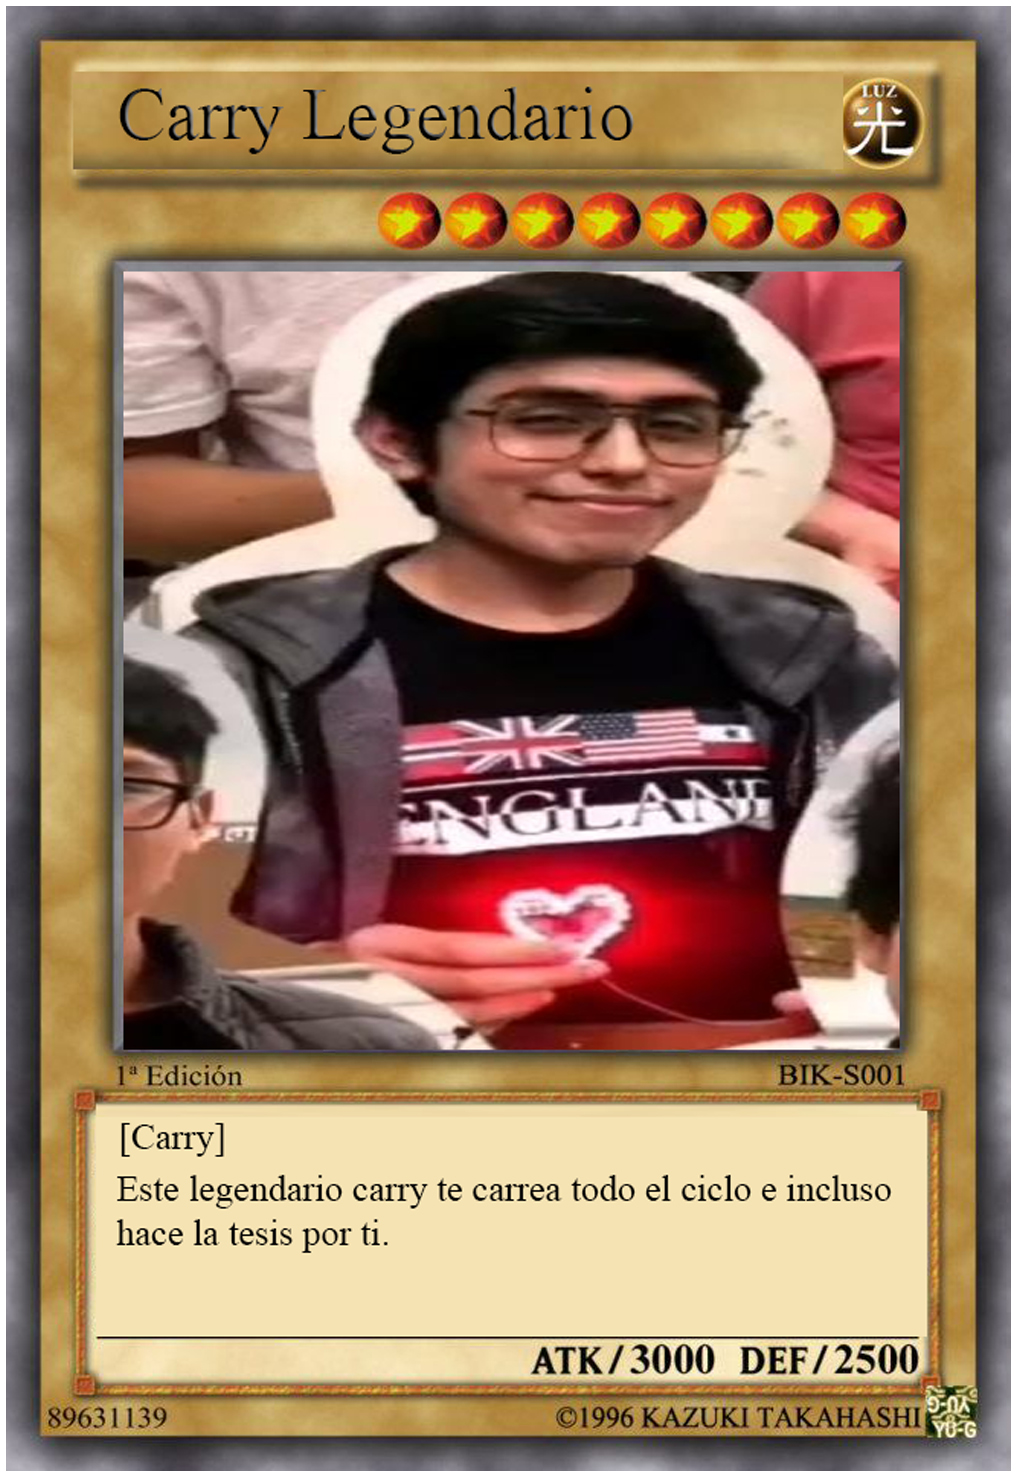 Carry Legendario
LUZ
光
ENGLAND
1ª Edición
BIK-S001
[Carry]
Este legendario carry te carrea todo el ciclo e incluso
hace la tesis por ti.
ATK/3000 DEF/2500
89631139
©1996 KAZUKI TAKAHASHI